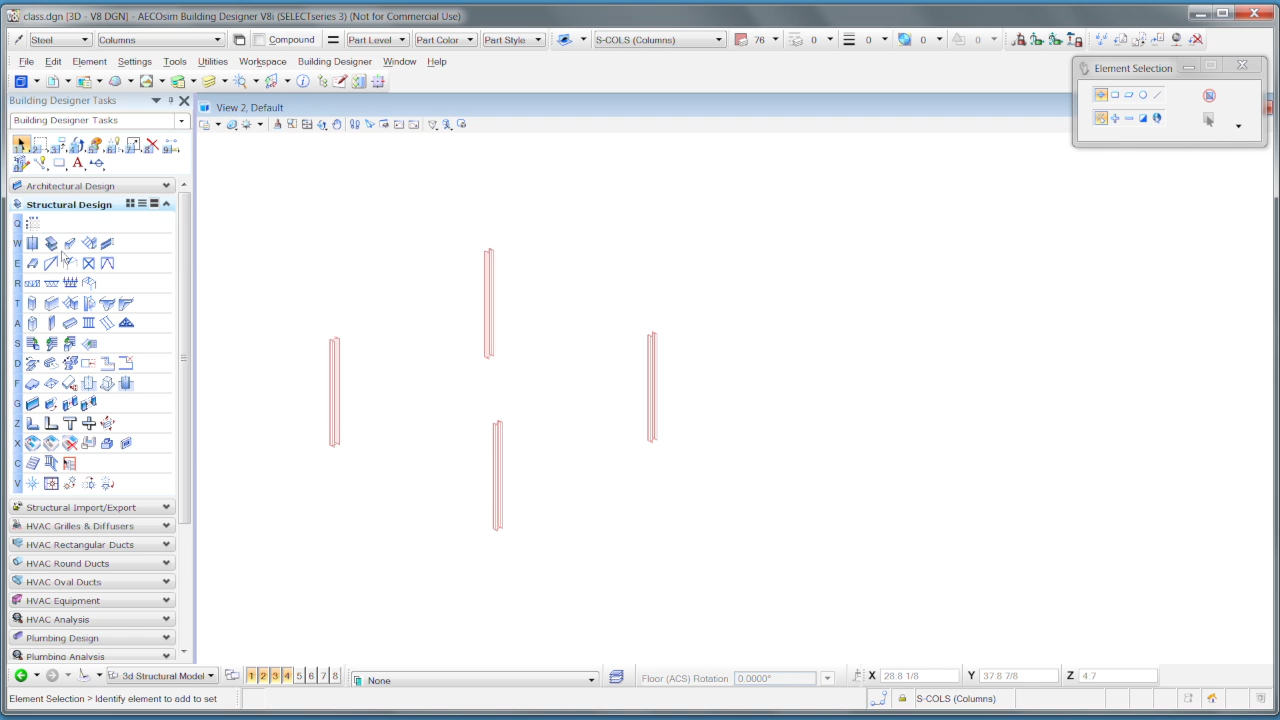 class.dgn [3D - V8 DGN] - AECOsim Building Designer V8i (SELECTseries 3) (Not for Commercial Use)
Steel Columns Compound Part Level Part Color Part Style S-COLS (Columns) 76 0 0 0 0
File Edit Element Settings Tools Utilities Workspace Building Designer Window Help
Element Selection
Building Designer Tasks
View 2, Default
Building Designer Tasks
Architectural Design
Structural Design
Q
W
E
R
T
A
S
D
F
G
Z
X
C
V
Structural Import/Export
HVAC Grilles & Diffusers
HVAC Rectangular Ducts
HVAC Round Ducts
HVAC Oval Ducts
HVAC Equipment
HVAC Analysis
Plumbing Design
Plumbing Analysis
3d Structural Model 1 2 3 4 5 6 7 8 None Floor (ACS) Rotation 0.0000° X 28.8 1/8 Y 37.8 7/8 Z 4.7
Element Selection > Identify element to add to set S-COLS (Columns)